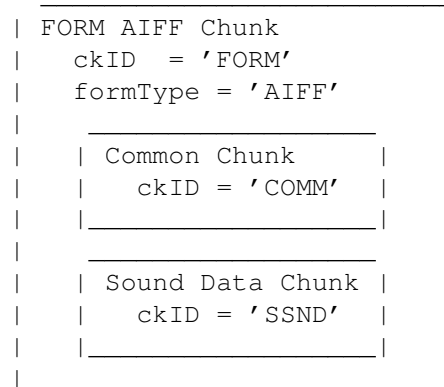 FORM AIFF Chunk
ckID = 'FORM'
formType = 'AIFF'
Common Chunk
ckID = 'COMM'
Sound Data Chunk
ckID = 'SSND'